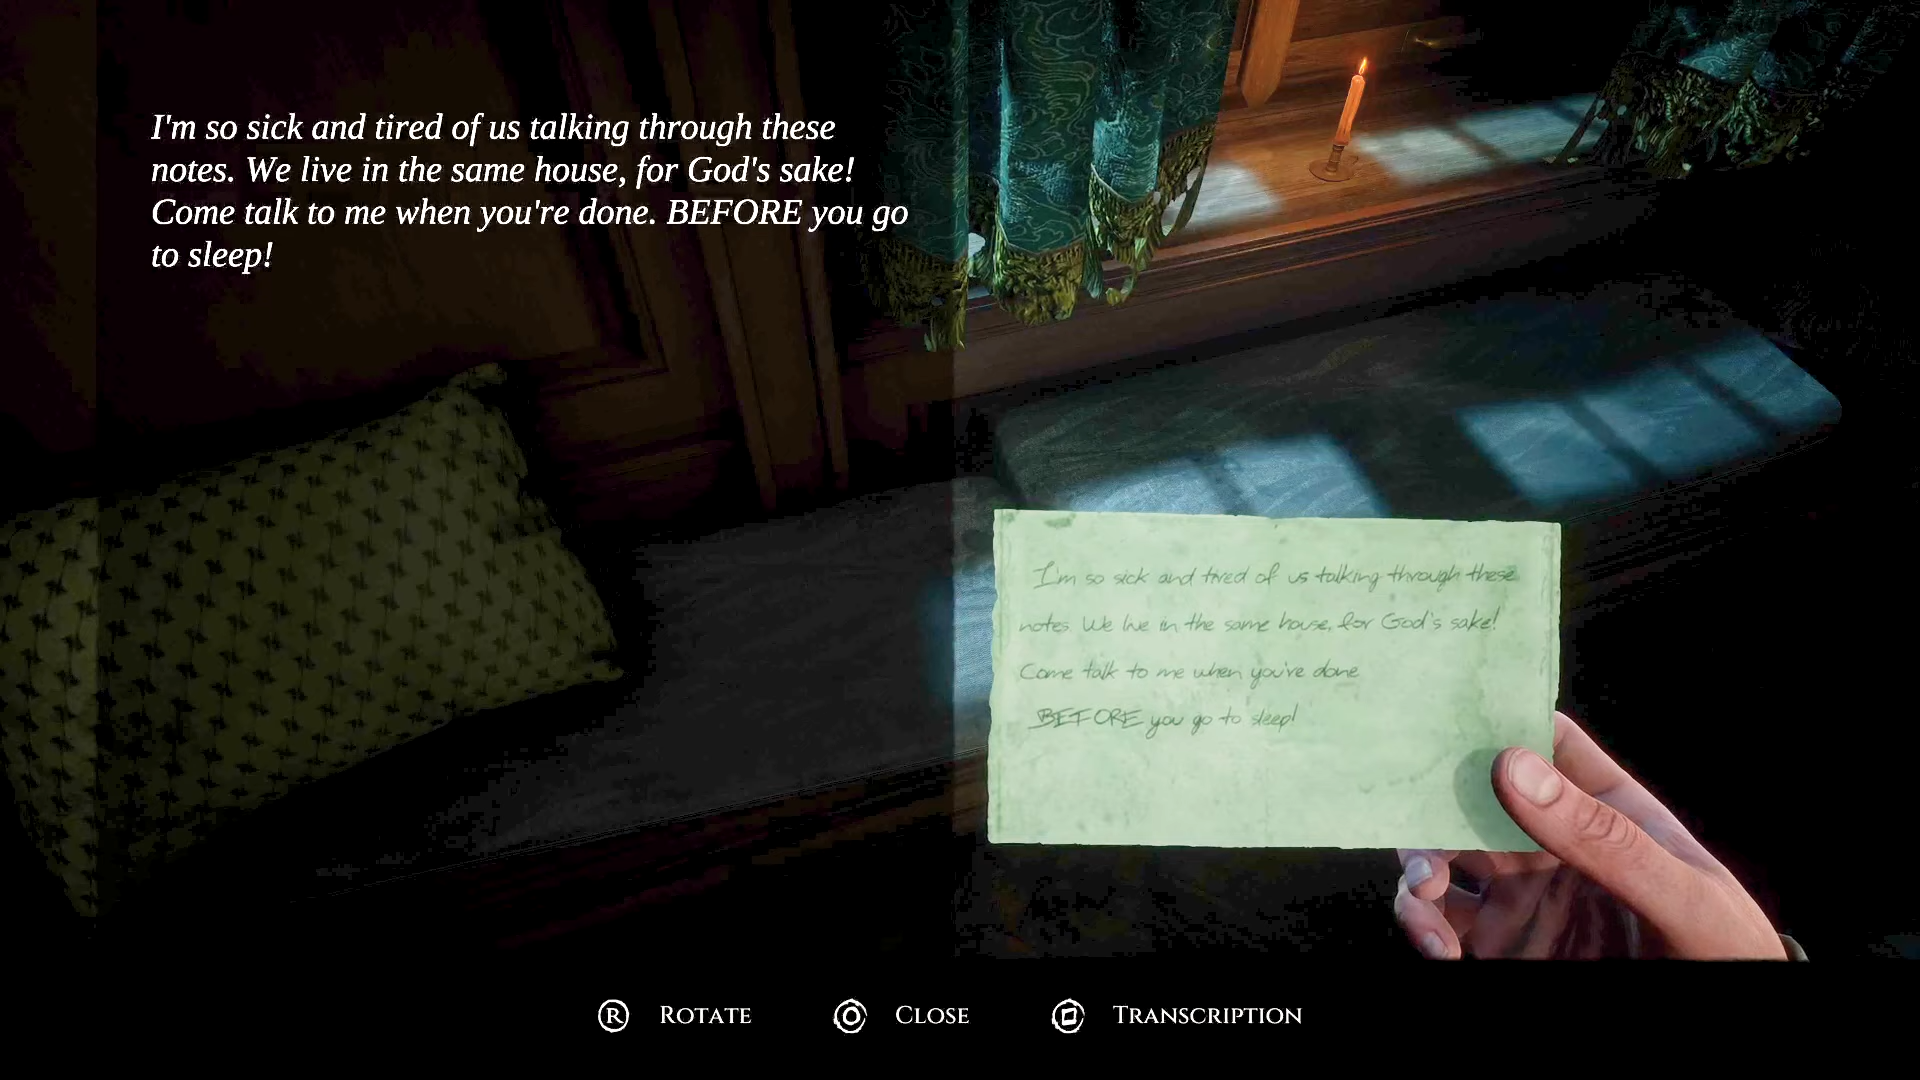 I'm so sick and tired of us talking through these
notes. We live in the same house, for God's sake!
Come talk to me when you're done. BEFORE you go
to sleep!
I'm so sick and tired of us talking through these
notes. We live in the same house, for God's sake!
Come talk to me when you're done
BEFORE you go to sleep!
R ROTATE CLOSE TRANSCRIPTION